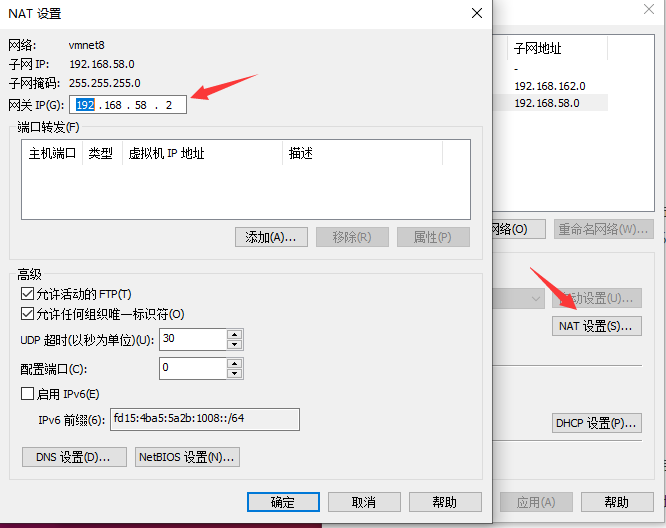 NAT 设置
网络: vmnet8
子网 IP: 192.168.58.0
子网掩码: 255.255.255.0
网关 IP(G): 192 .168 . 58 . 2
端口转发(F)
主机端口 类型 虚拟机 IP 地址 描述
添加(A)... 移除(R) 属性(P)
高级
允许活动的 FTP(T)
允许任何组织唯一标识符(O)
UDP 超时(以秒为单位)(U): 30
配置端口(C): 0
启用 IPv6(E)
IPv6 前缀(6): fd15:4ba5:5a2b:1008::/64
DNS 设置(D)... NetBIOS 设置(N)...
确定 取消 帮助
子网地址
-
192.168.162.0
192.168.58.0
网络(O) 重命名网络(W)...
动设置(U)...
NAT 设置(S)...
DHCP 设置(P)...
应用(A) 帮助